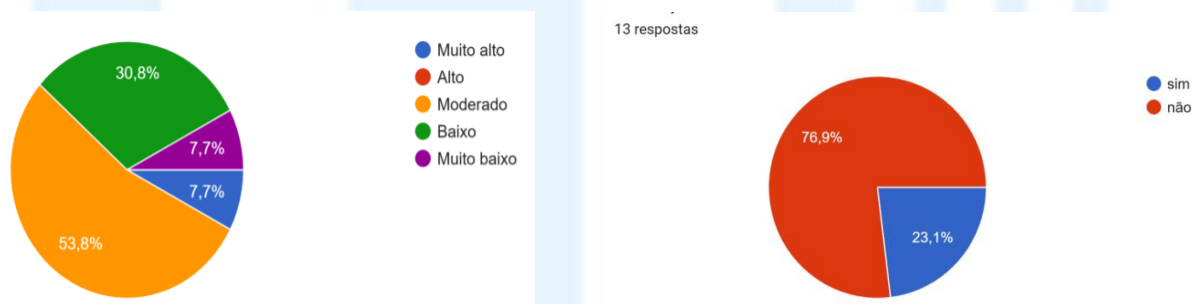 30,8%
7,7%
7,7%
53,8%
Muito alto
Alto
Moderado
Baixo
Muito baixo
13 respostas
76,9%
23,1%
sim
não